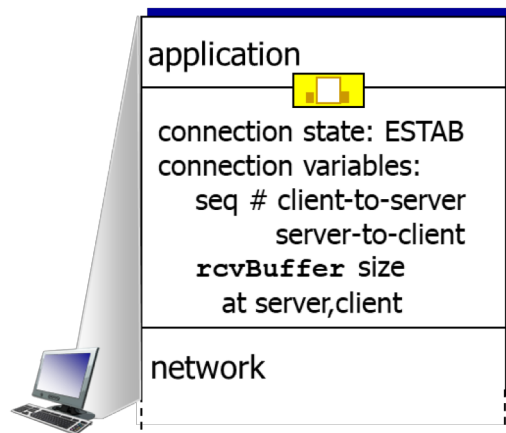 application
connection state: ESTAB
connection variables:
seq # client-to-server
server-to-client
rcvBuffer size
at server,client
network